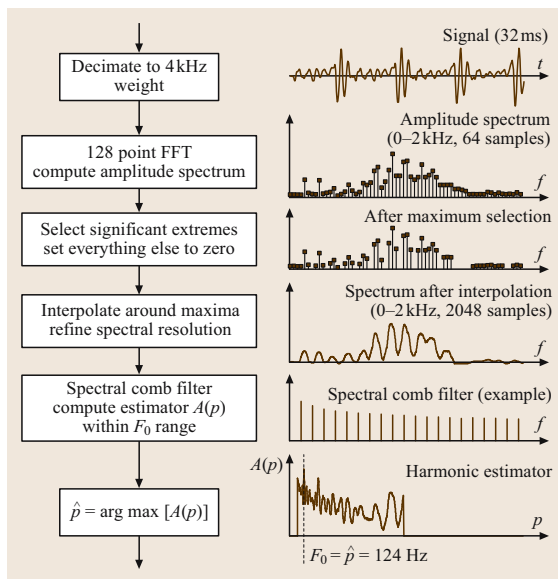 Decimate to 4 kHz
weight
128 point FFT
compute amplitude spectrum
Select significant extremes
set everything else to zero
Interpolate around maxima
refine spectral resolution
Spectral comb filter
compute estimator A(p)
within F₀ range
p̂ = arg max [A(p)]
Signal (32 ms)
t
Amplitude spectrum
(0–2 kHz, 64 samples)
f
After maximum selection
f
Spectrum after interpolation
(0–2 kHz, 2048 samples)
f
Spectral comb filter (example)
f
A(p)
Harmonic estimator
p
F₀ = p̂ = 124 Hz